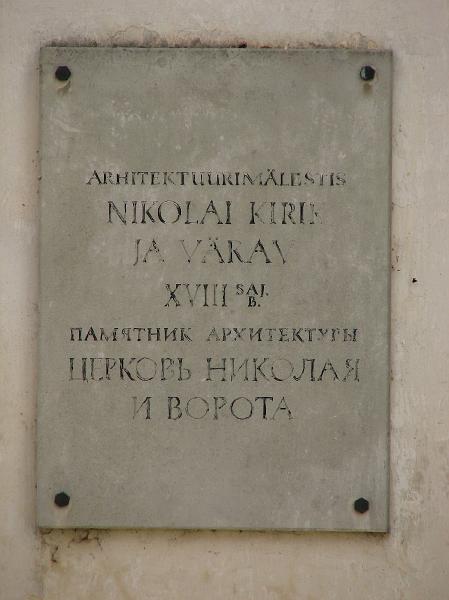 ARHITEKTUURIMÄLESTIS
NIKOLAI KIRIK
JA VÄRAV
XVIII SAJ.
В.
ПАМЯТНИК АРХИТЕКТУРЫ
ЦЕРКОВЬ НИКОЛАЯ
И ВОРОТА